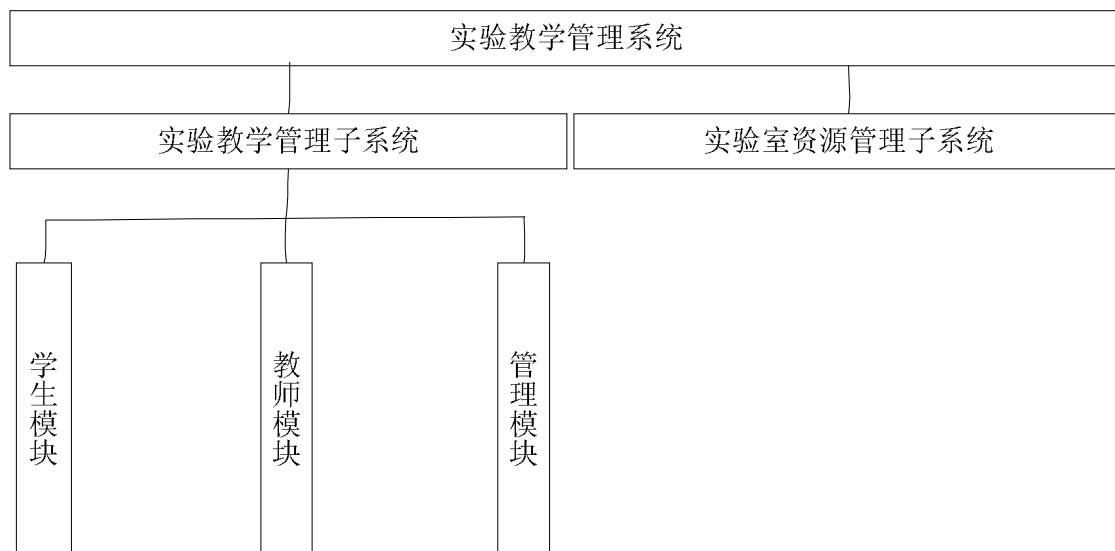 实验教学管理系统
实验教学管理子系统
实验室资源管理子系统
学生模块
教师模块
管理模块